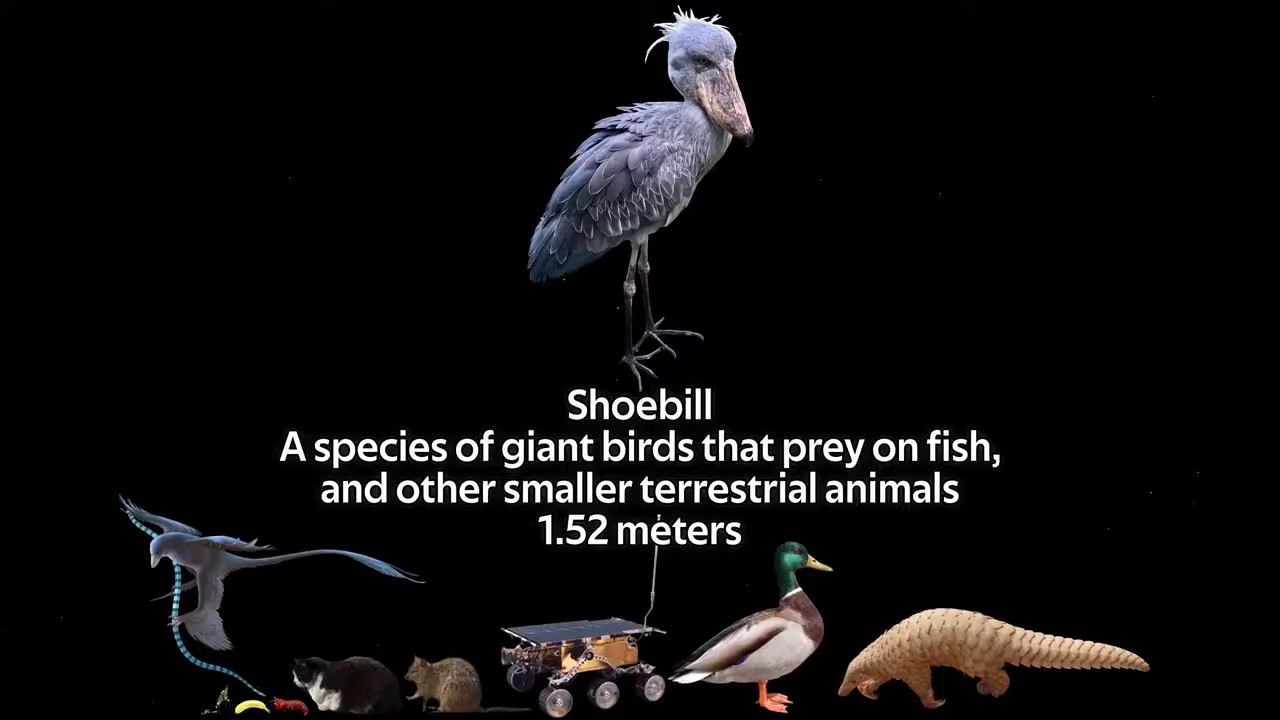 Shoebill
A species of giant birds that prey on fish,
and other smaller terrestrial animals
1.52 meters